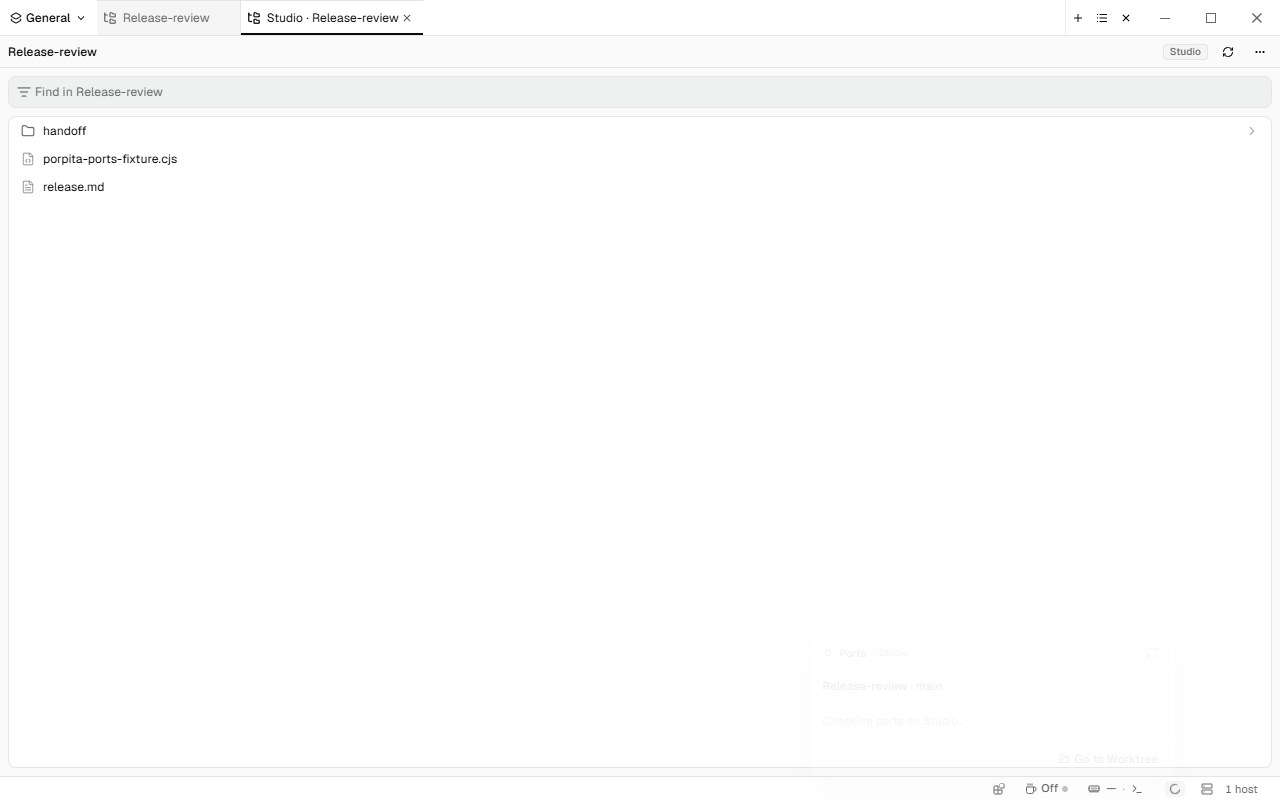 General
Release-review
Studio · Release-review
Release-review
Studio
Find in Release-review
handoff
porpita-ports-fixture.cjs
release.md
Ports
Studio
Release-review · main
Checking ports on Studio...
Go to Worktree
Off
— ·
1 host